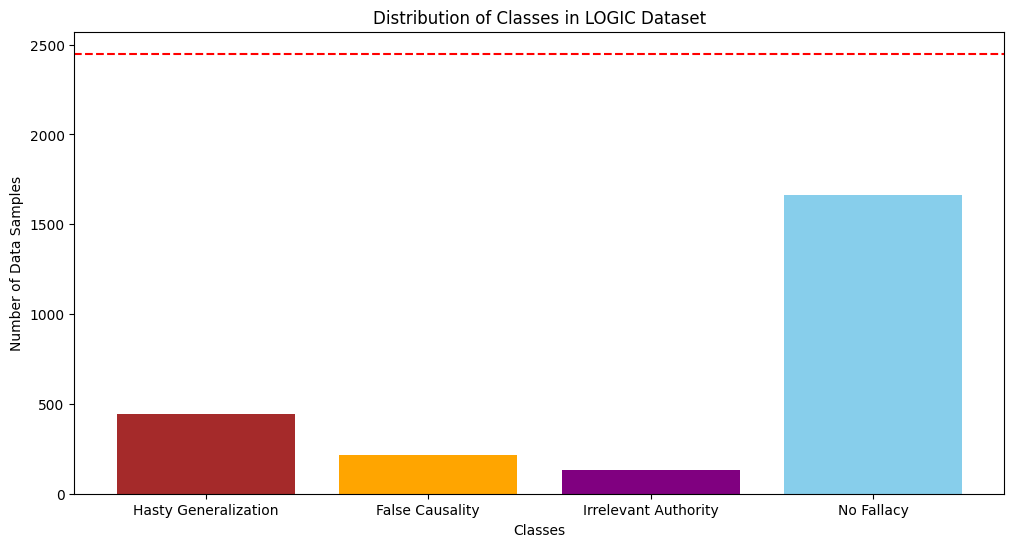 Distribution of Classes in LOGIC Dataset
Number of Data Samples
2500
2000
1500
1000
500
0
Hasty Generalization
False Causality
Irrelevant Authority
No Fallacy
Classes